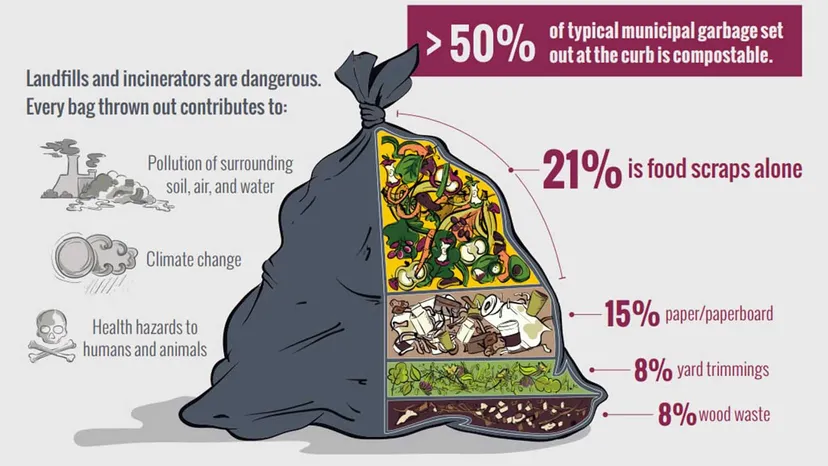 > 50% of typical municipal garbage set
out at the curb is compostable.
Landfills and incinerators are dangerous.
Every bag thrown out contributes to:
Pollution of surrounding
soil, air, and water
Climate change
Health hazards to
humans and animals
21% is food scraps alone
15% paper/paperboard
8% yard trimmings
8% wood waste